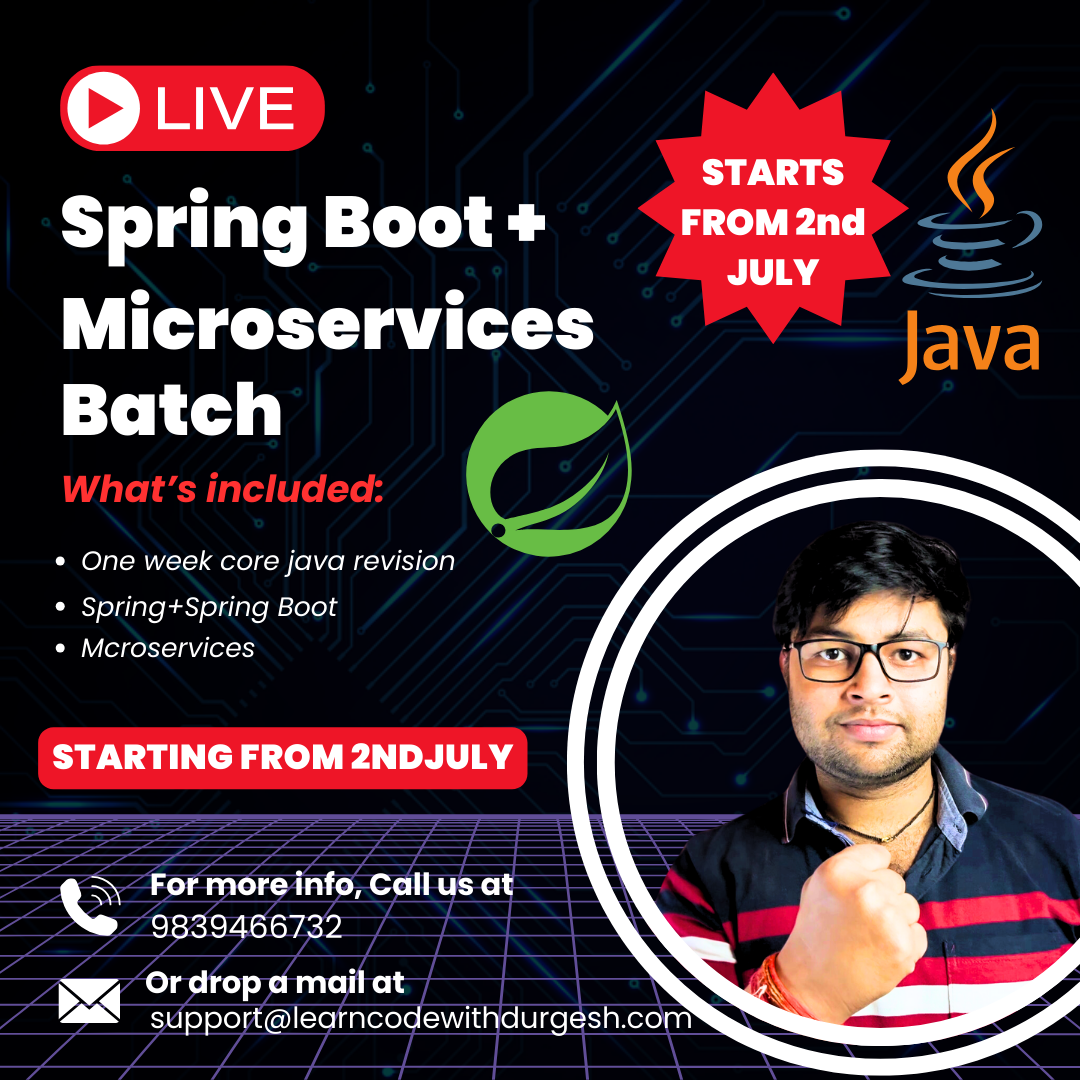 LIVE
Spring Boot +
Microservices
Batch
STARTS
FROM 2nd
JULY
Java
What’s included:
• One week core java revision
• Spring+Spring Boot
• Mcroservices
STARTING FROM 2NDJULY
For more info, Call us at
9839466732
Or drop a mail at
support@learncodewithdurgesh.com